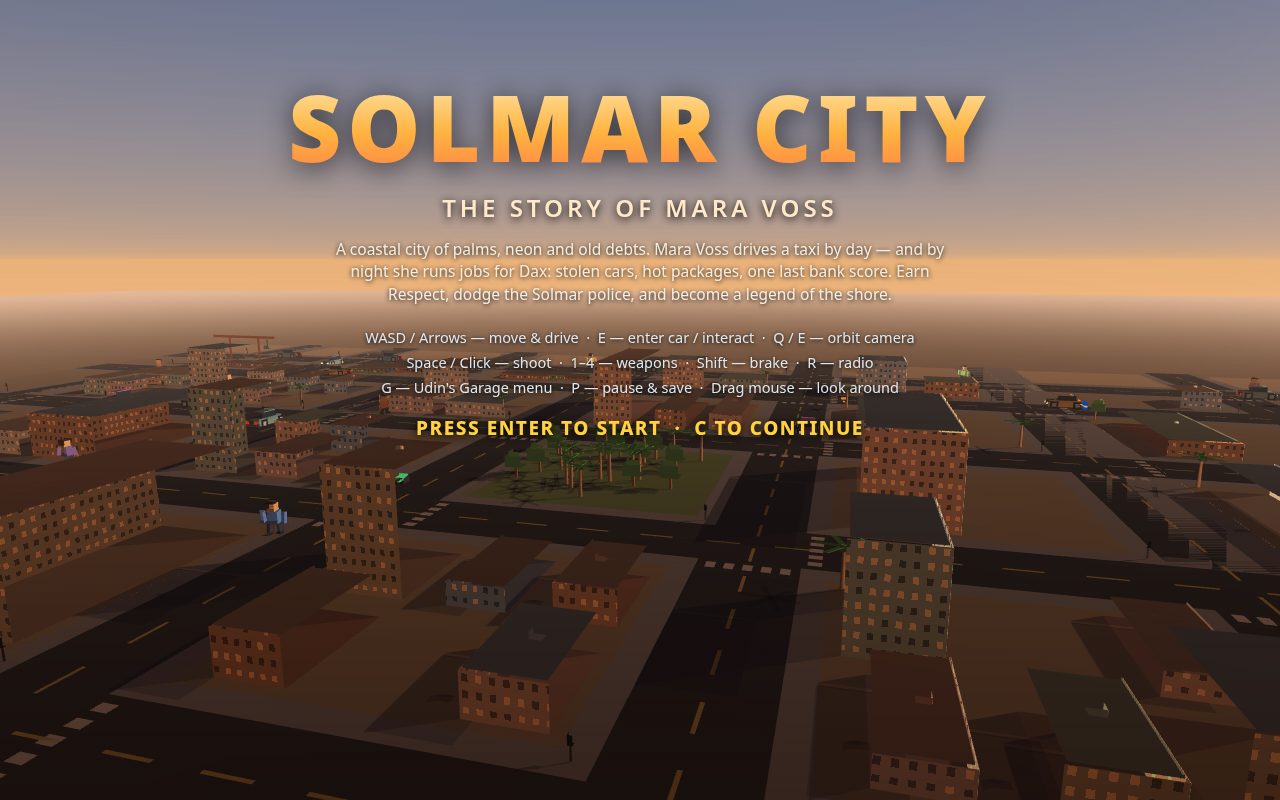 SOLMAR CITY
THE STORY OF MARA VOSS
A coastal city of palms, neon and old debts. Mara Voss drives a taxi by day — and by
night she runs jobs for Dax: stolen cars, hot packages, one last bank score. Earn
Respect, dodge the Solmar police, and become a legend of the shore.
WASD / Arrows — move & drive · E — enter car / interact · Q / E — orbit camera
Space / Click — shoot · 1–4 — weapons · Shift — brake · R — radio
G — Udin's Garage menu · P — pause & save · Drag mouse — look around
PRESS ENTER TO START · C TO CONTINUE